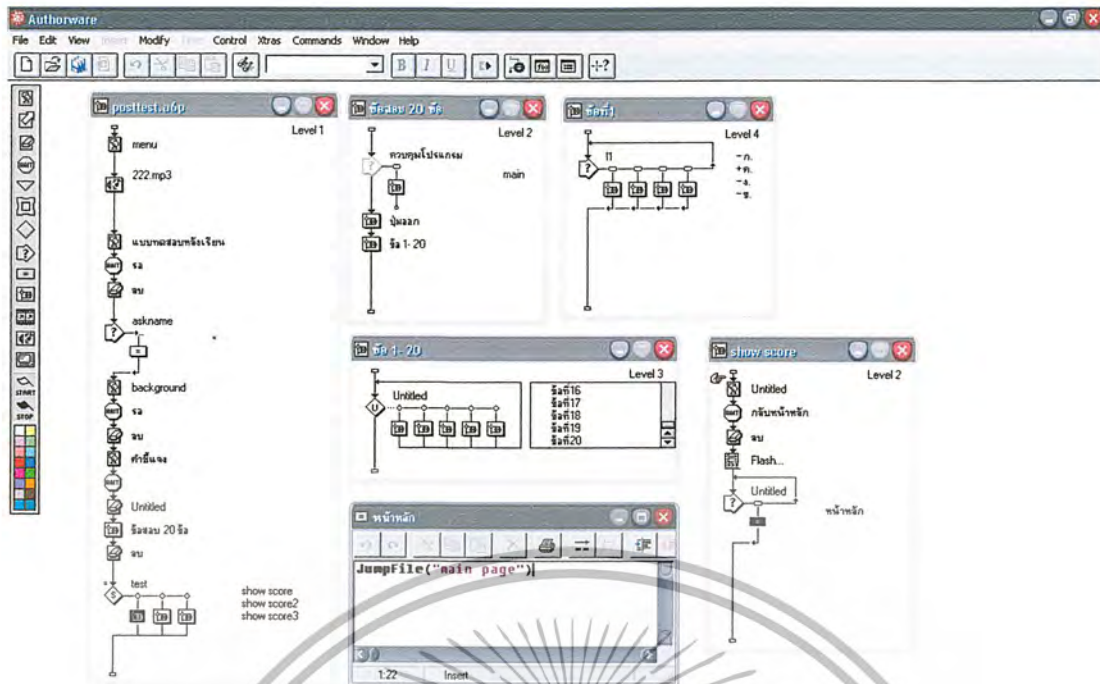 Authorware
File Edit View Insert Modify Text Control Xtras Commands Window Help
B I U
posttest.a6p
Level 1
menu
222.mp3
แบบทดสอบหลังเรียน
WAIT
รอ
ลบ
askname
background
WAIT
รอ
ลบ
คำชี้แจง
WAIT
Untitled
ข้อสอบ 20 ข้อ
ลบ
test
S
show score
show score2
show score3
ข้อสอบ 20 ข้อ
Level 2
ควบคุมโปรแกรม
main
ปุ่มออก
ข้อ 1- 20
ข้อที่1
Level 4
11
-ก.
+ค.
-ง.
-ข.
ข้อ 1- 20
Level 3
Untitled
U
ข้อที่16
ข้อที่17
ข้อที่18
ข้อที่19
ข้อที่20
show score
Level 2
Untitled
WAIT
กลับหน้าหลัก
ลบ
Flash...
Untitled
หน้าหลัก
หน้าหลัก
JumpFile("main page")
1:22 Insert
WAIT
START
STOP